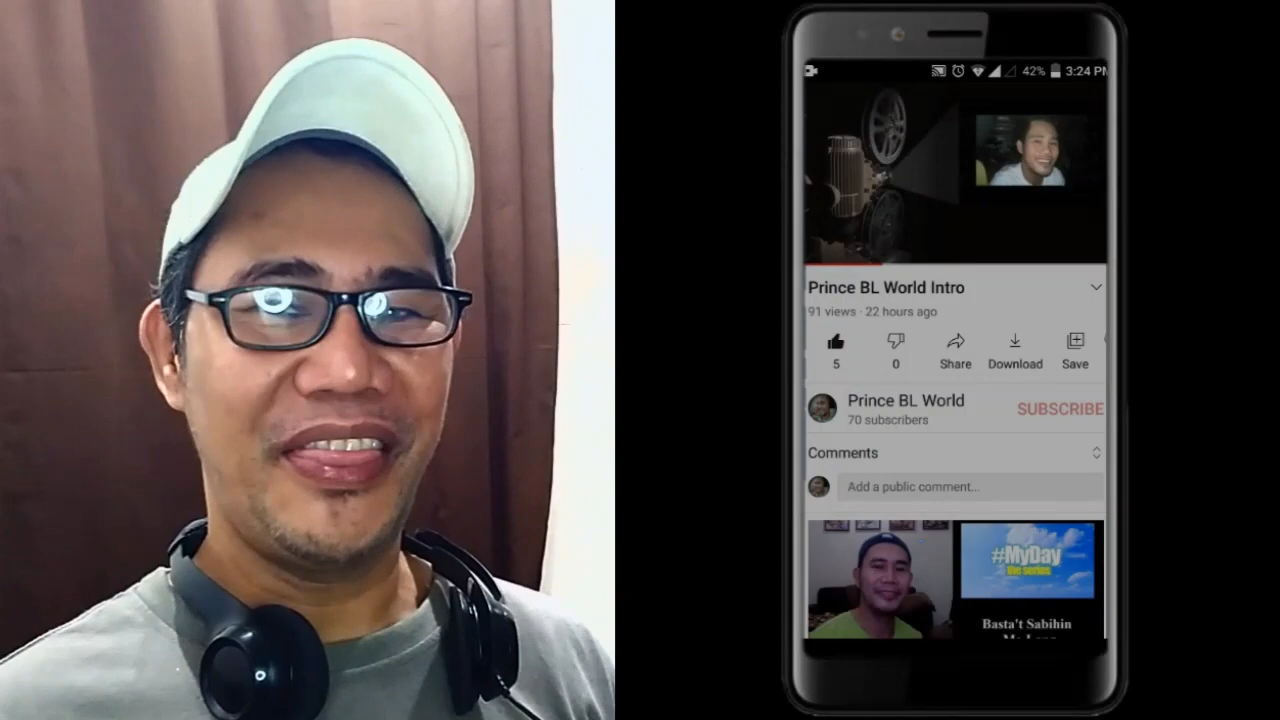 42% 3:24 PM
Prince BL World Intro
91 views · 22 hours ago
5
0
Share
Download
Save
Prince BL World
70 subscribers
SUBSCRIBE
Comments
Add a public comment...
#MyDay
the series
Basta't Sabihin